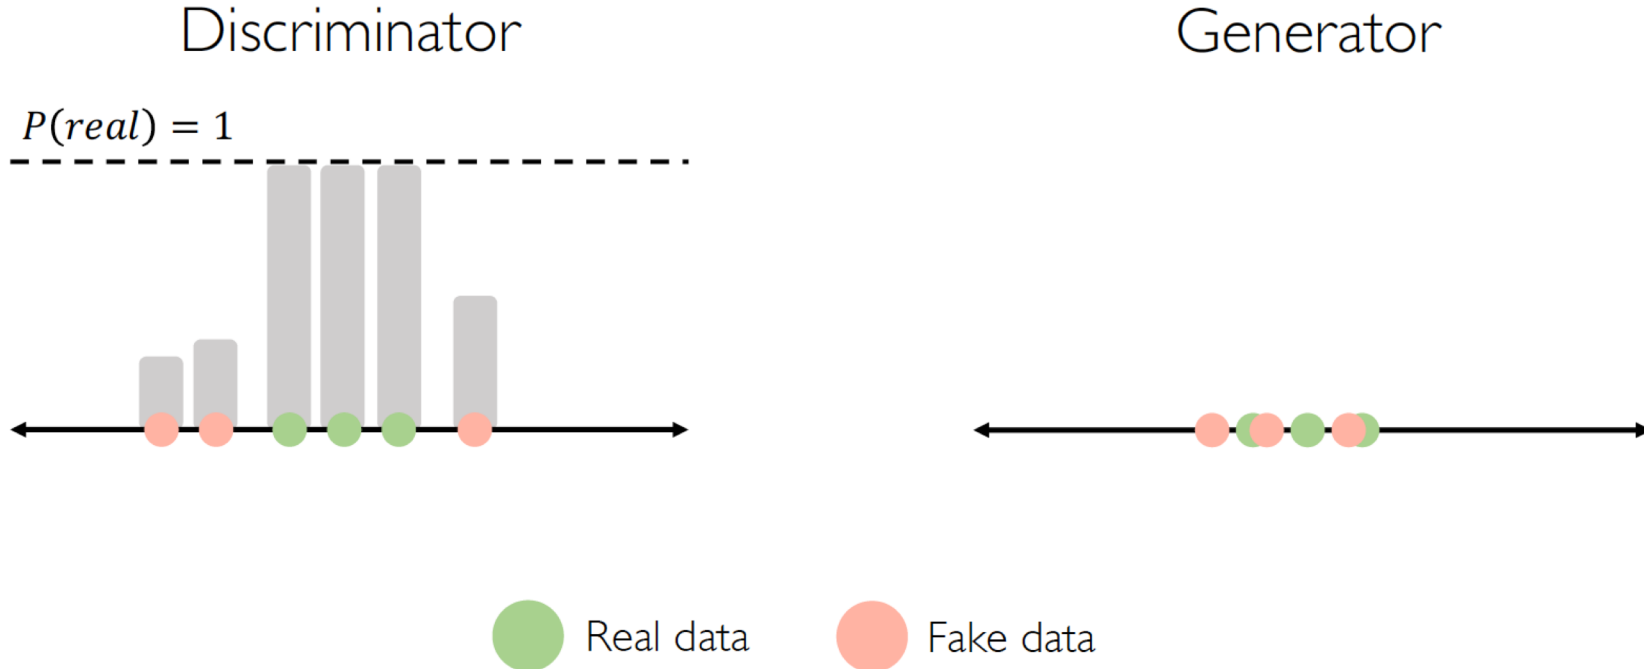 Discriminator
Generator
P(real) = 1
Real data
Fake data